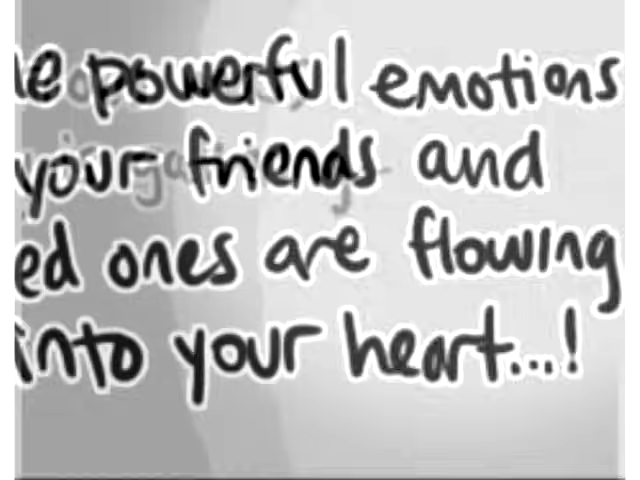 powerful emotions
your friends and
ed ones are flowing
into your heart...!